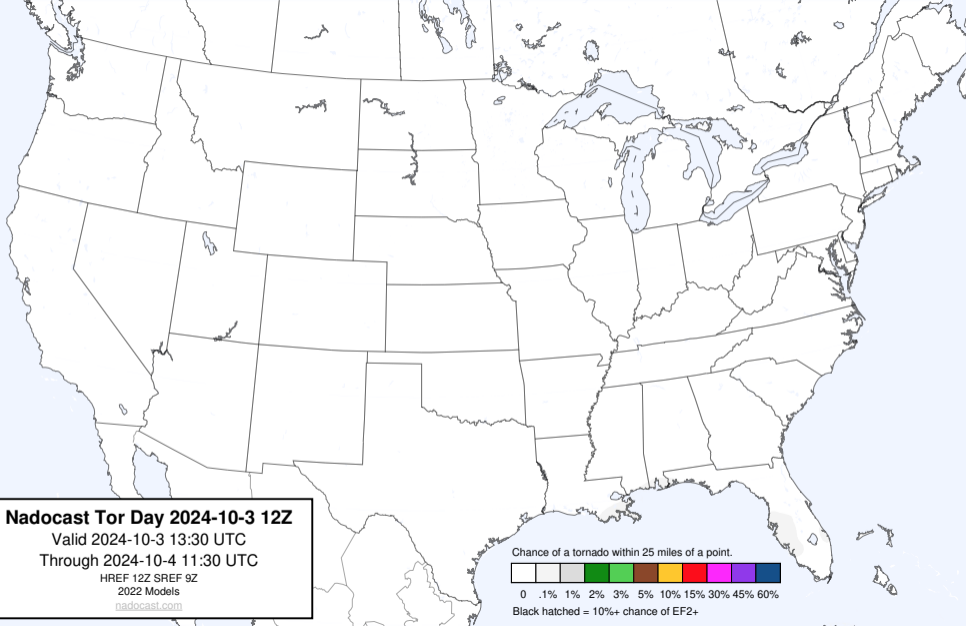 Nadocast Tor Day 2024-10-3 12Z
Valid 2024-10-3 13:30 UTC
Through 2024-10-4 11:30 UTC
HREF 12Z SREF 9Z
2022 Models
nadocast.com
Chance of a tornado within 25 miles of a point.
0 .1% 1% 2% 3% 5% 10% 15% 30% 45% 60%
Black hatched = 10%+ chance of EF2+